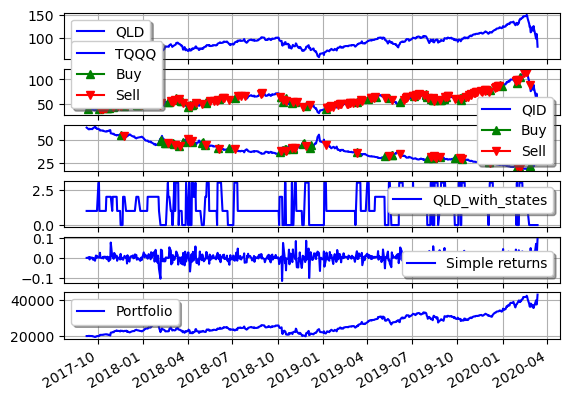 150
100
QLD
TQQQ
Buy
Sell
100
50
QID
Buy
Sell
50
25
2.5
0.0
QLD_with_states
0.1
0.0
−0.1
Simple returns
40000
20000
Portfolio
2017-10
2018-01
2018-04
2018-07
2018-10
2019-01
2019-04
2019-07
2019-10
2020-01
2020-04